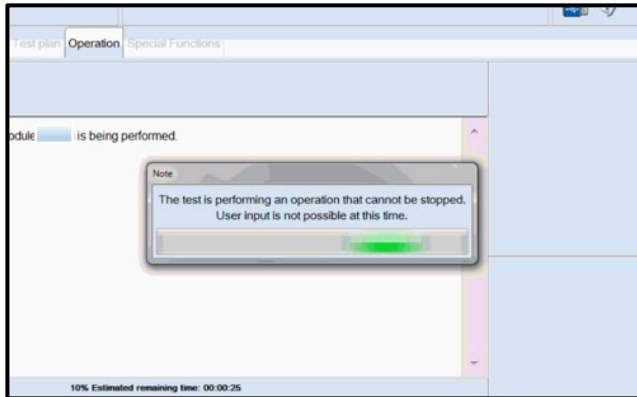 Test plan Operation Special Functions
odule is being performed.
Note
The test is performing an operation that cannot be stopped.
User input is not possible at this time.
10% Estimated remaining time: 00:00:25